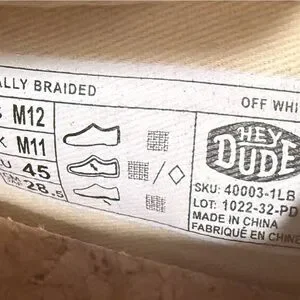 ALLY BRAIDED
OFF WHI
S M12
K M11
U 45
CM 28.5
HEY
DUDE
SKU: 40003-1LB
LOT: 1022-32-PD
MADE IN CHINA
FABRIQUÉ EN CHINE